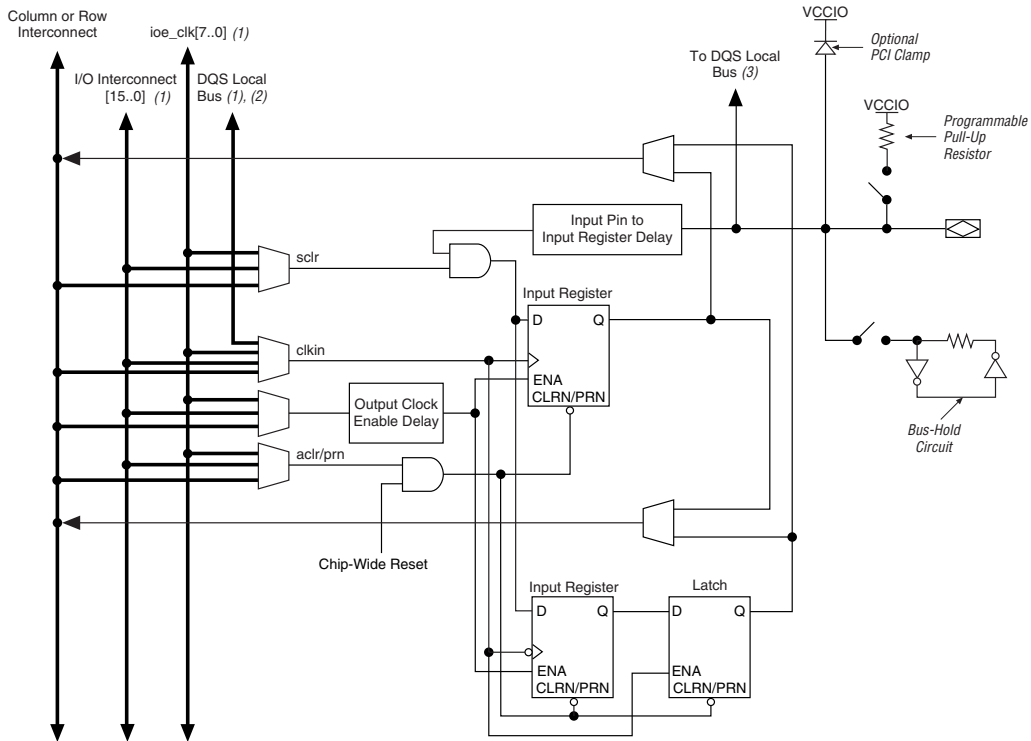 Column or Row
Interconnect
ioe_clk[7..0] (1)
I/O Interconnect
[15..0] (1)
DQS Local
Bus (1), (2)
To DQS Local
Bus (3)
VCCIO
Optional
PCI Clamp
VCCIO
Programmable
Pull-Up
Resistor
Input Pin to
Input Register Delay
sclr
Input Register
D Q
clkin
ENA
CLRN/PRN
Output Clock
Enable Delay
aclr/prn
Bus-Hold
Circuit
Chip-Wide Reset
Input Register
Latch
D Q
D Q
ENA
CLRN/PRN
ENA
CLRN/PRN